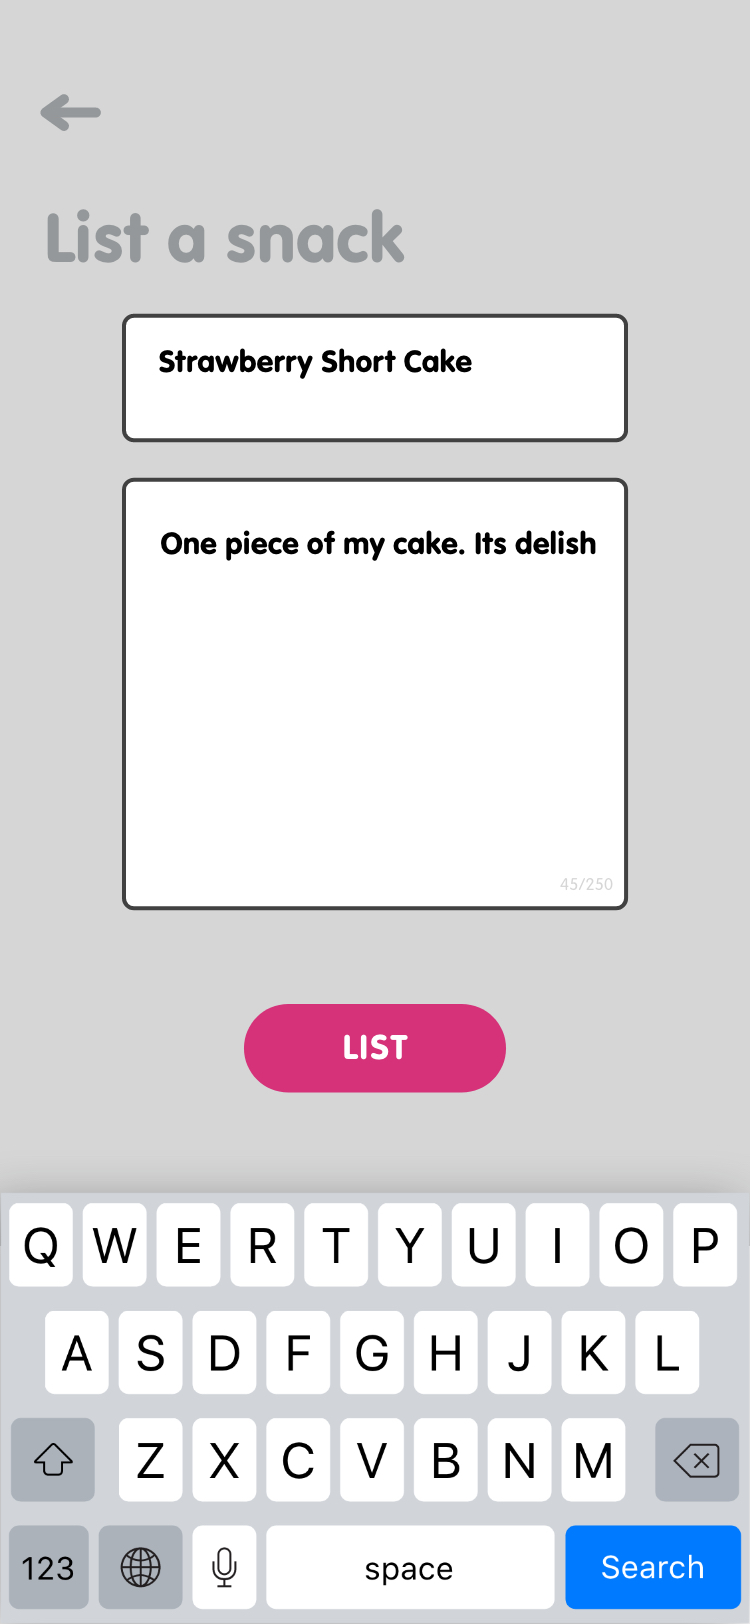 List a snack
Strawberry Short Cake
One piece of my cake. Its delish
45/250
LIST
Q W E R T Y U I O P
A S D F G H J K L
Z X C V B N M
123 space Search